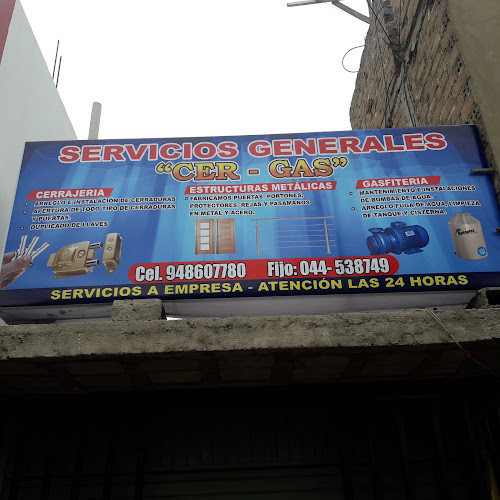 SERVICIOS GENERALES
"CER - GAS"
CERRAJERIA
• ARREGLO E INSTALACION DE CERRADURAS
• APERTURA DE TODO TIPO DE CERRADURAS
Y PUERTAS
• DUPLICADO DE LLAVES
ESTRUCTURAS METÁLICAS
FABRICAMOS PUERTAS, PORTONES,
PROTECTORES, REJAS Y PASAMANOS
EN METAL Y ACERO.
GASFITERIA
• MANTENIMIENTO E INSTALACIONES
DE BOMBAS DE AGUA
• ARREGLO FUGA DE AGUA, LIMPIEZA
DE TANQUE Y CISTERNA
Rotoplas
Cel. 948607780 Fijo: 044- 538749
SERVICIOS A EMPRESA - ATENCIÓN LAS 24 HORAS